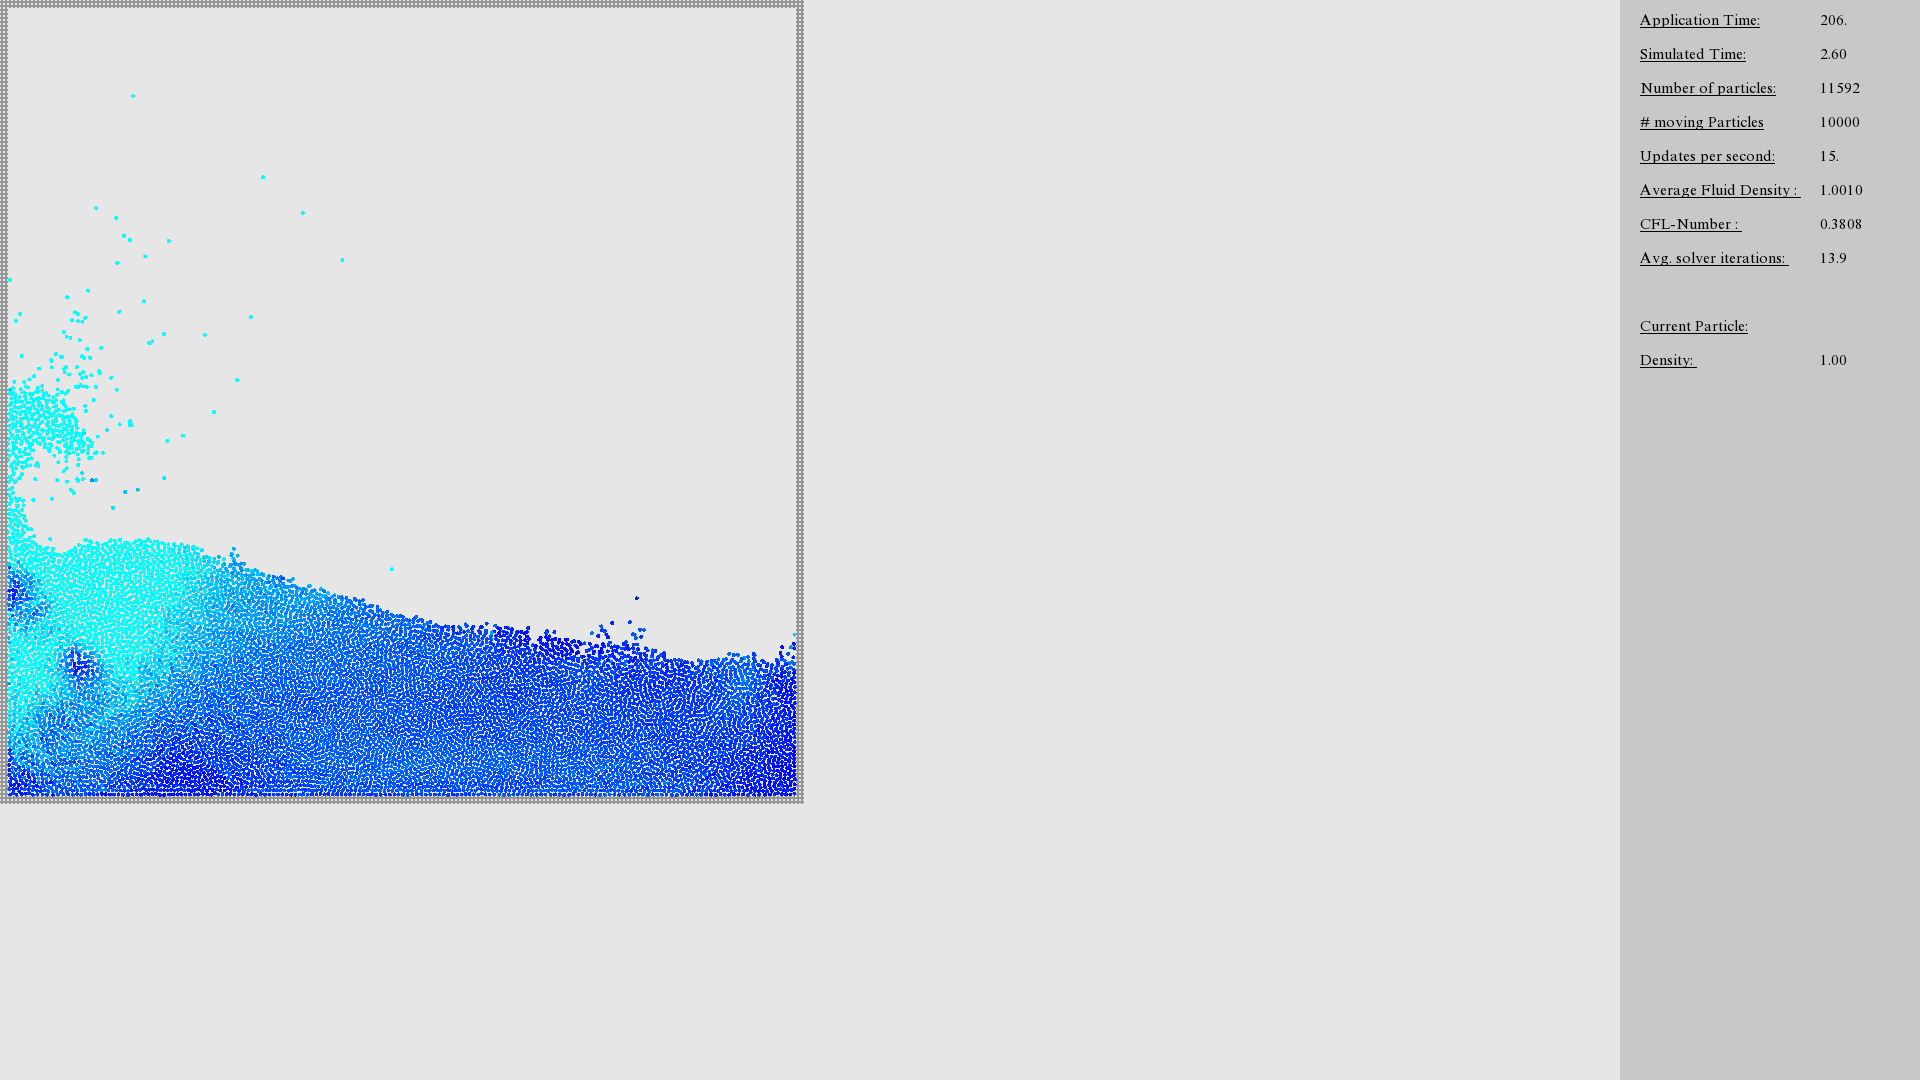 Application Time: 206.
Simulated Time: 2.60
Number of particles: 11592
# moving Particles 10000
Updates per second: 15.
Average Fluid Density : 1.0010
CFL-Number : 0.3808
Avg. solver iterations: 13.9
Current Particle:
Density: 1.00